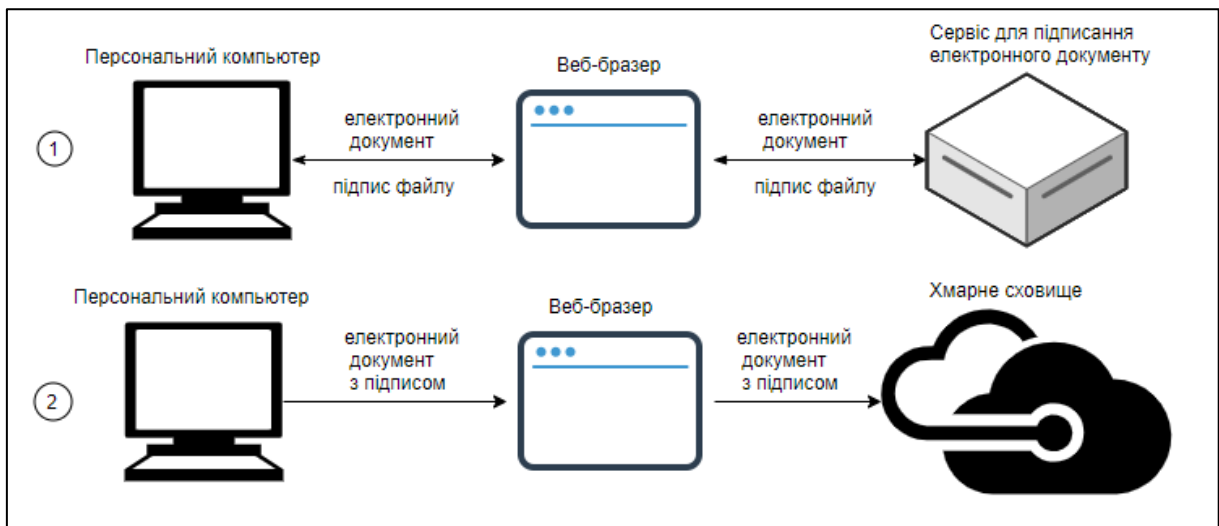 Персональний компьютер
Веб-бразер
Сервіс для підписання
електронного документу
1
електронний
документ
підпис файлу
електронний
документ
підпис файлу
Персональний компьютер
Веб-бразер
Хмарне сховище
2
електронний
документ
з підписом
електронний
документ
з підписом